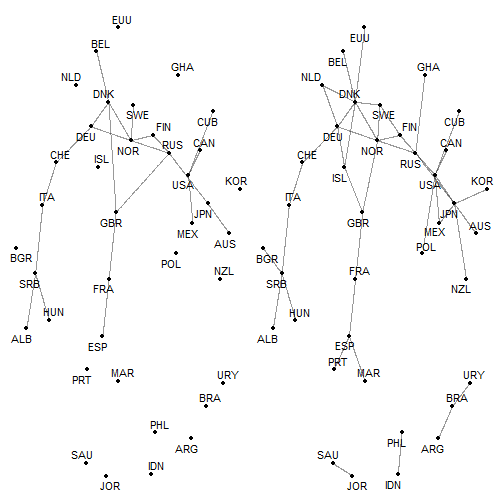 EUU
BEL
NLD
GHA
DNK
SWE
CUB
DEU
FIN
NOR
RUS
CAN
CHE
ISL
USA
KOR
ITA
GBR
JPN
MEX
AUS
BGR
POL
NZL
SRB
FRA
HUN
ALB
ESP
PRT
MAR
URY
BRA
PHL
ARG
SAU
IDN
JOR
EUU
BEL
NLD
GHA
DNK
SWE
CUB
DEU
FIN
NOR
RUS
CAN
CHE
ISL
USA
KOR
ITA
GBR
JPN
MEX
AUS
BGR
POL
NZL
SRB
FRA
HUN
ALB
ESP
PRT
MAR
URY
BRA
PHL
ARG
SAU
IDN
JOR